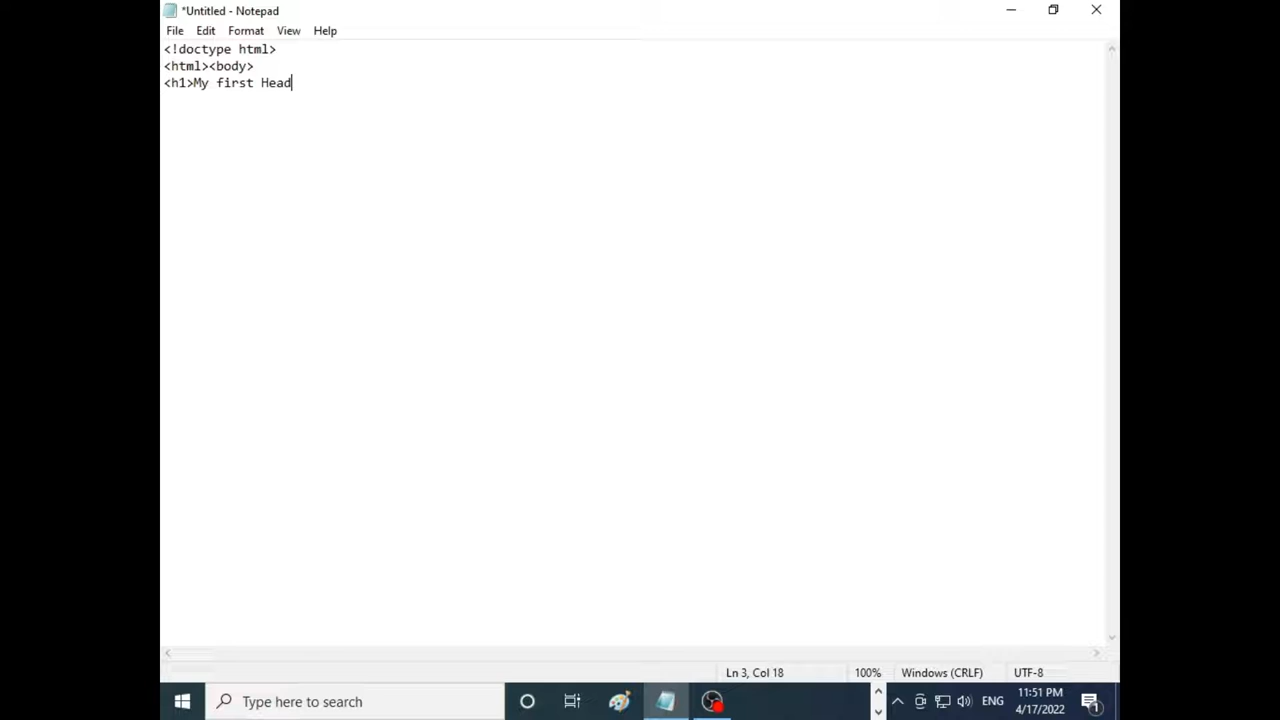 *Untitled - Notepad
File Edit Format View Help
<!doctype html>
<html><body>
<h1>My first Head
Ln 3, Col 18 100% Windows (CRLF) UTF-8
Type here to search
ENG
11:51 PM
4/17/2022
1